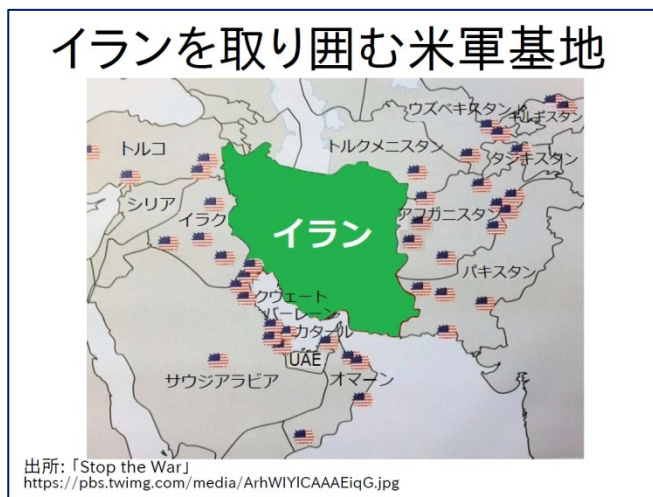 イランを取り囲む米軍基地
ウズベキスタン
キルギスタン
トルコ
トルクメニスタン
タジキスタン
シリア
イラク
アフガニスタン
イラン
パキスタン
クウェート
バーレーン
カタール
UAE
サウジアラビア
オマーン
出所:「Stop the War」
https://pbs.twimg.com/media/ArhWIYlCAAAEiqG.jpg